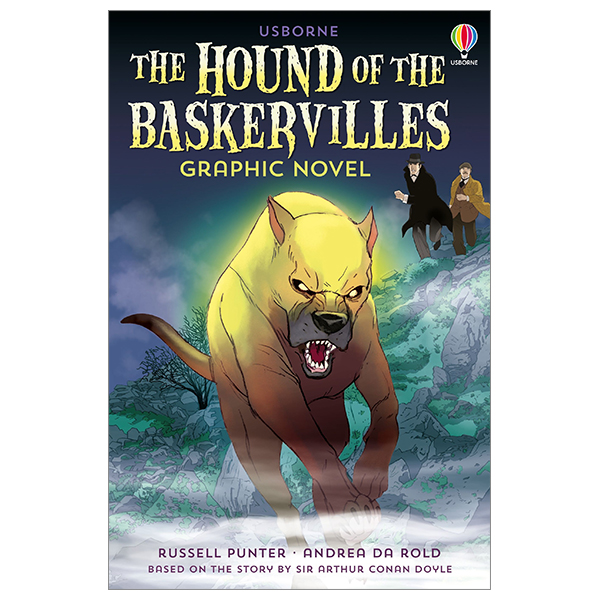 USBORNE
USBORNE
THE HOUND OF THE
BASKERVILLES
GRAPHIC NOVEL
RUSSELL PUNTER · ANDREA DA ROLD
BASED ON THE STORY BY SIR ARTHUR CONAN DOYLE